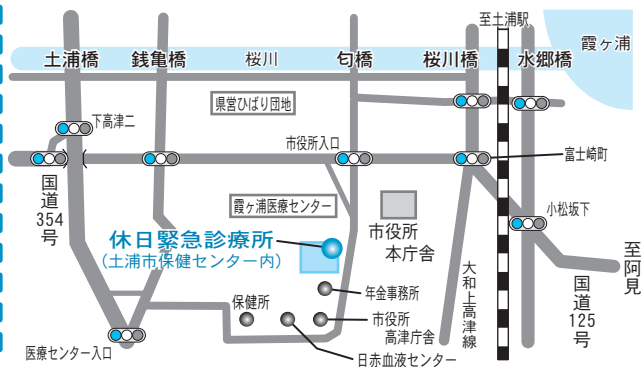 至土浦駅
霞ヶ浦
土浦橋
銭亀橋
桜川
匂橋
桜川橋
水郷橋
県営ひばり団地
下高津二
市役所入口
富士崎町
国道
354
号
霞ヶ浦医療センター
小松坂下
市役所
本庁舎
休日緊急診療所
(土浦市保健センター内)
至阿見
大和上高津線
国道
125
号
年金事務所
保健所
市役所
高津庁舎
日赤血液センター
医療センター入口